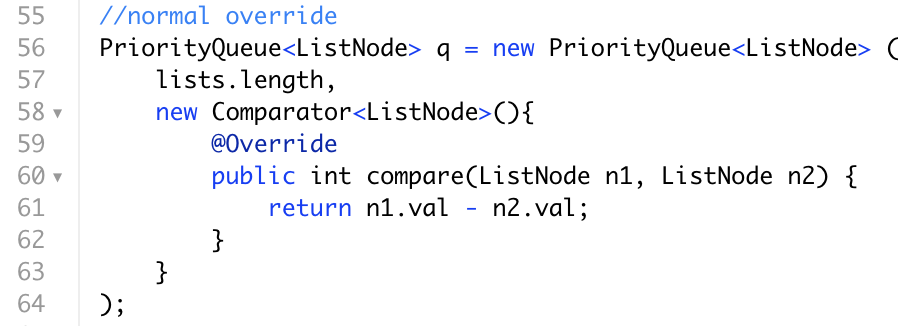 55 //normal override
56 PriorityQueue<ListNode> q = new PriorityQueue<ListNode> (
57     lists.length,
58     new Comparator<ListNode>(){
59         @Override
60         public int compare(ListNode n1, ListNode n2) {
61             return n1.val - n2.val;
62         }
63     }
64 );